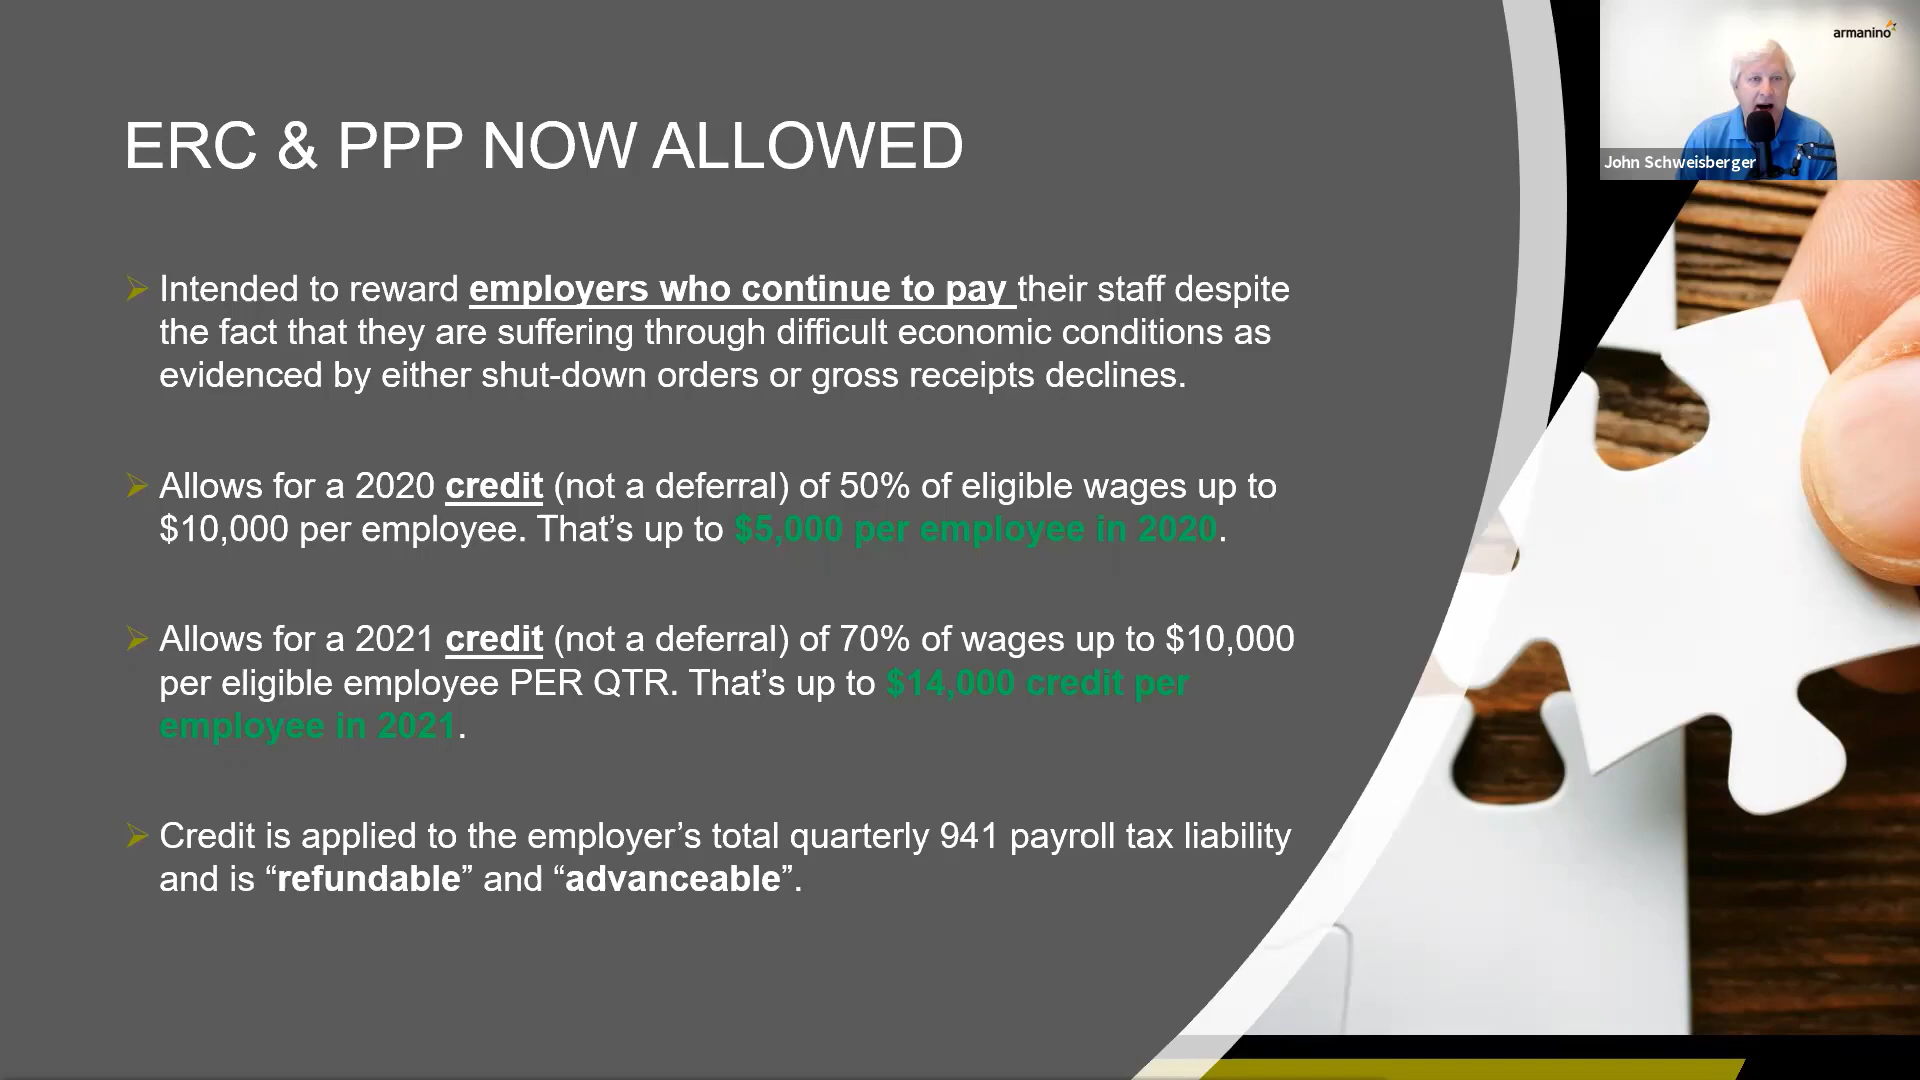 armanino
John Schweisberger
ERC & PPP NOW ALLOWED
Intended to reward employers who continue to pay their staff despite
the fact that they are suffering through difficult economic conditions as
evidenced by either shut-down orders or gross receipts declines.
Allows for a 2020 credit (not a deferral) of 50% of eligible wages up to
$10,000 per employee. That’s up to $5,000 per employee in 2020.
Allows for a 2021 credit (not a deferral) of 70% of wages up to $10,000
per eligible employee PER QTR. That’s up to $14,000 credit per
employee in 2021.
Credit is applied to the employer’s total quarterly 941 payroll tax liability
and is “refundable” and “advanceable”.